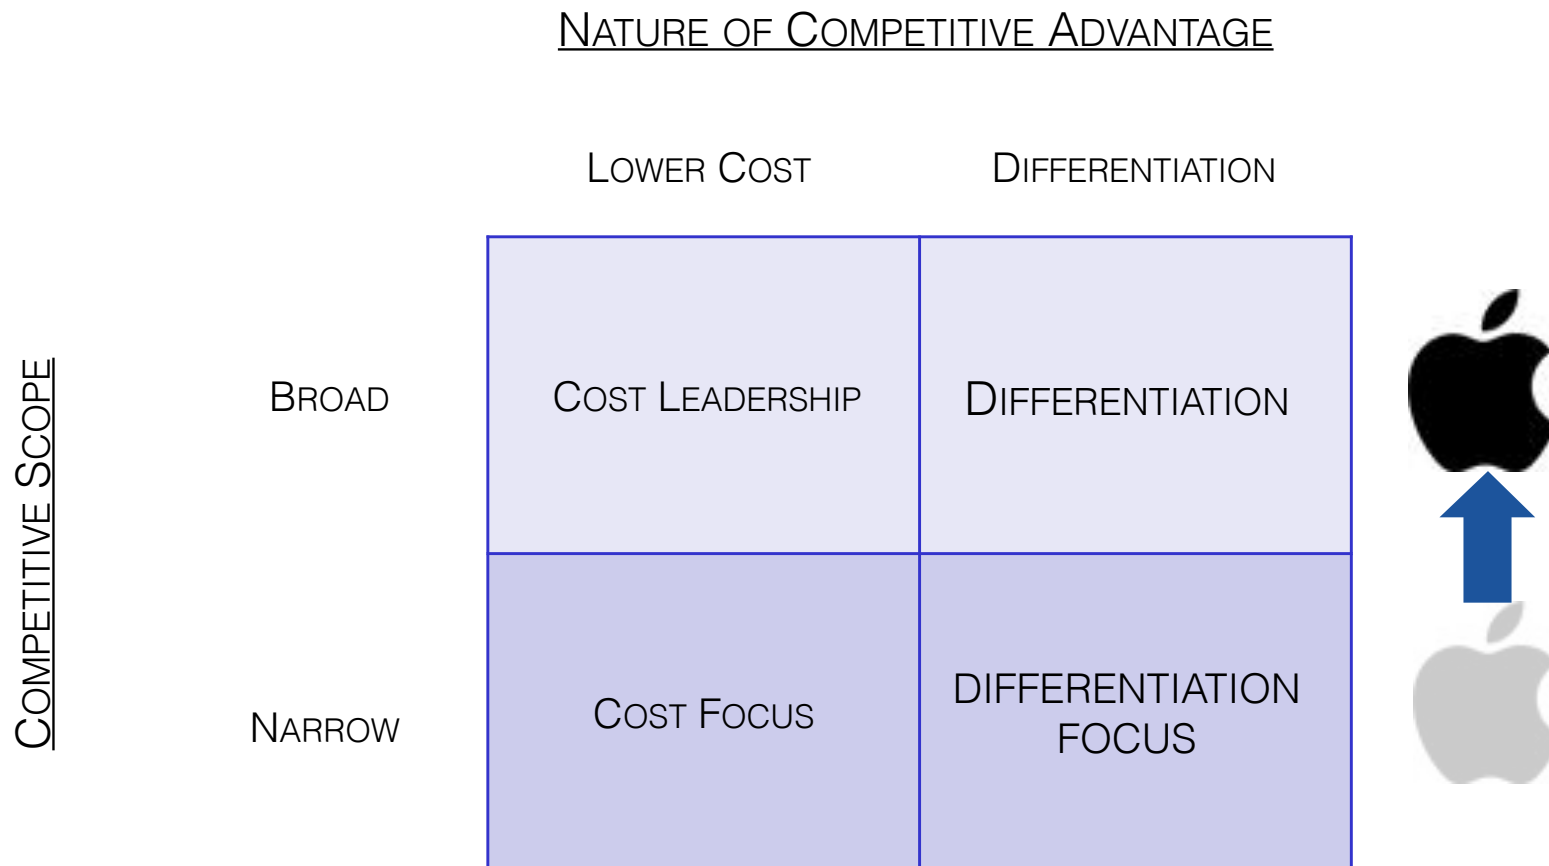 NATURE OF COMPETITIVE ADVANTAGE
LOWER COST
DIFFERENTIATION
COMPETITIVE SCOPE
BROAD
COST LEADERSHIP
DIFFERENTIATION
NARROW
COST FOCUS
DIFFERENTIATION
FOCUS